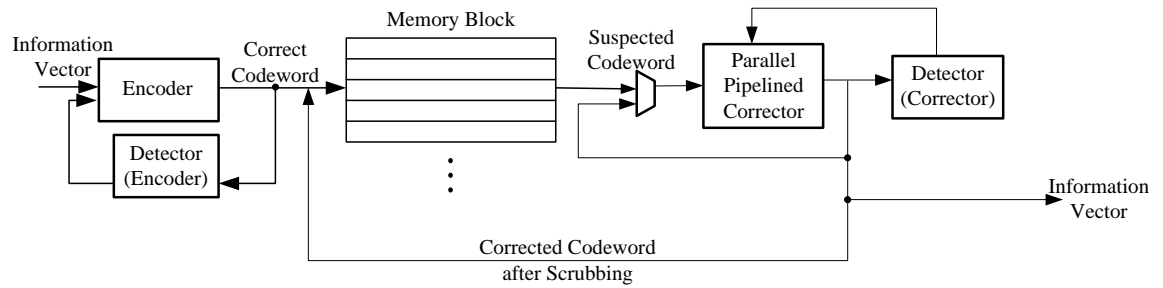 Memory Block
Information
Vector
Correct
Codeword
Suspected
Codeword
Encoder
Parallel
Pipelined
Corrector
Detector
(Corrector)
Detector
(Encoder)
Information
Vector
Corrected Codeword
after Scrubbing